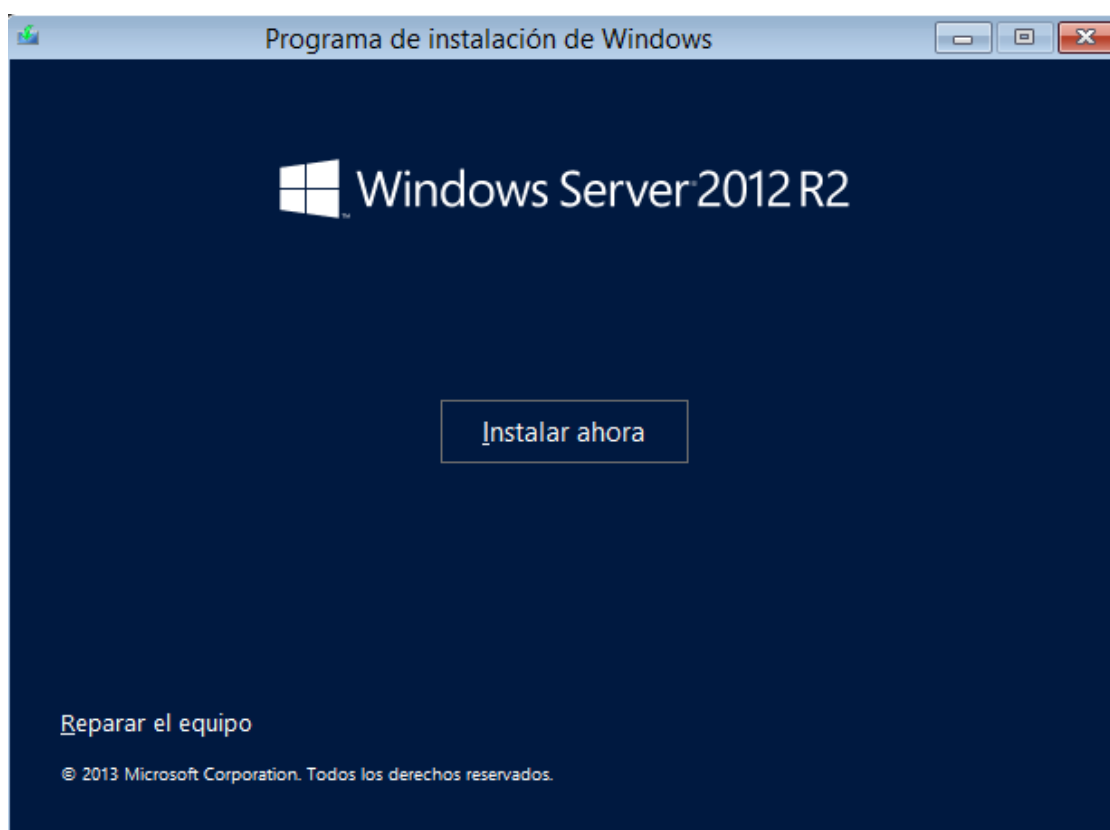 Programa de instalación de Windows
Windows Server 2012 R2
Instalar ahora
Reparar el equipo
© 2013 Microsoft Corporation. Todos los derechos reservados.